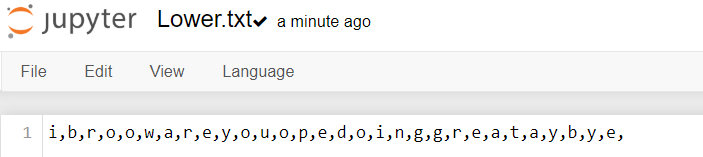 jupyter Lower.txt✔ a minute ago
File Edit View Language
1 i,b,r,o,o,w,a,r,e,y,o,u,o,p,e,d,o,i,n,g,g,r,e,a,t,a,y,b,y,e,